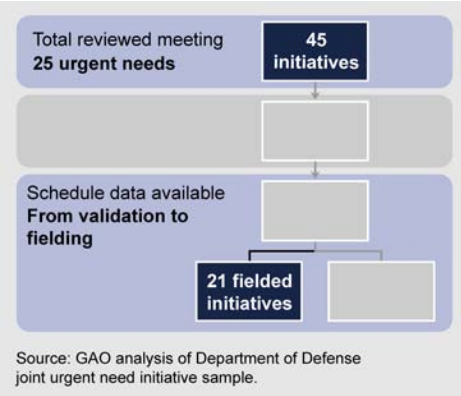 Total reviewed meeting
25 urgent needs
45
initiatives
Schedule data available
From validation to
fielding
21 fielded
initiatives
Source: GAO analysis of Department of Defense
joint urgent need initiative sample.